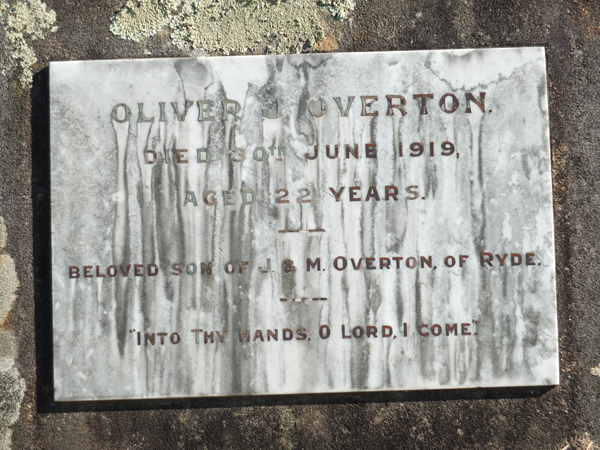 OLIVER J. OVERTON.
DIED 30TH JUNE 1919,
AGED 22 YEARS.
BELOVED SON OF J. & M. OVERTON, OF RYDE.
"INTO THY HANDS, O LORD, I COME".